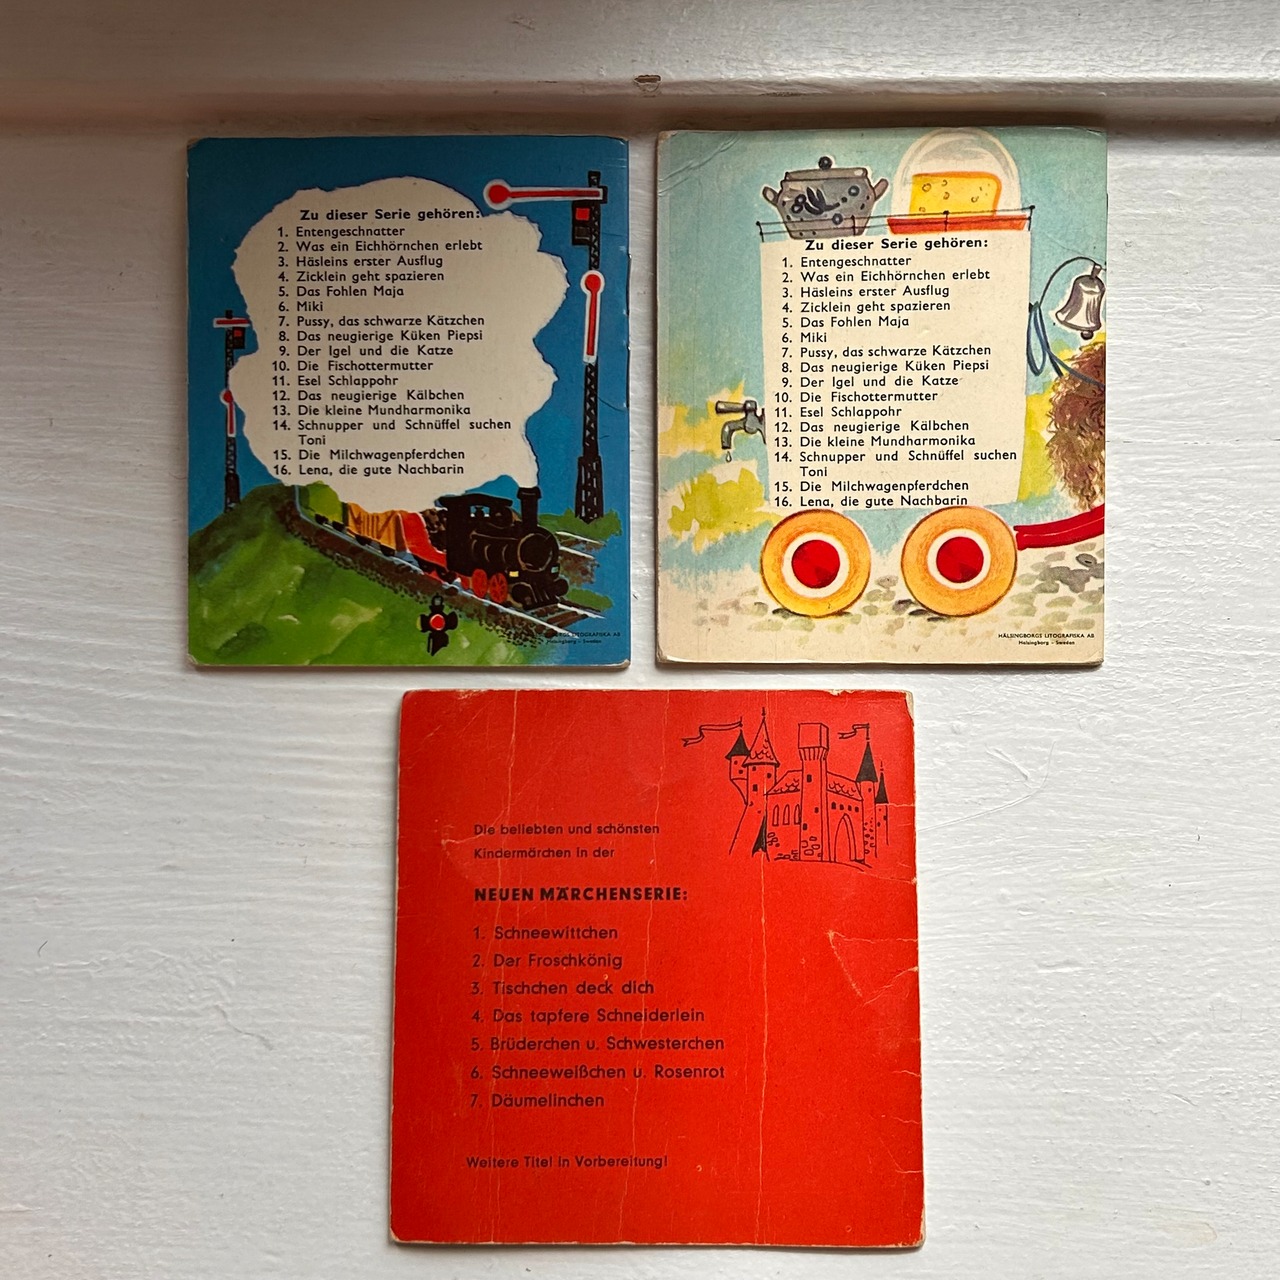 Zu dieser Serie gehören:
1. Entengeschnatter
2. Was ein Eichhörnchen erlebt
3. Häsleins erster Ausflug
4. Zicklein geht spazieren
5. Das Fohlen Maja
6. Miki
7. Pussy, das schwarze Kätzchen
8. Das neugierige Küken Piepsi
9. Der Igel und die Katze
10. Die Fischottermutter
11. Esel Schlappohr
12. Das neugierige Kälbchen
13. Die kleine Mundharmonika
14. Schnupper und Schnüffel suchen
Toni
15. Die Milchwagenpferdchen
16. Lena, die gute Nachbarin
LITOGRAFISKA AB
Helsingborg - Sweden
Zu dieser Serie gehören:
1. Entengeschnatter
2. Was ein Eichhörnchen erlebt
3. Häsleins erster Ausflug
4. Zicklein geht spazieren
5. Das Fohlen Maja
6. Miki
7. Pussy, das schwarze Kätzchen
8. Das neugierige Küken Piepsi
9. Der Igel und die Katze
10. Die Fischottermutter
11. Esel Schlappohr
12. Das neugierige Kälbchen
13. Die kleine Mundharmonika
14. Schnupper und Schnüffel suchen
Toni
15. Die Milchwagenpferdchen
16. Lena, die gute Nachbarin
HÄLSINGBORGS LITOGRAFISKA AB
Helsingborg - Sweden
Die beliebten und schönsten
Kindermärchen in der
NEUEN MÄRCHENSERIE:
1. Schneewittchen
2. Der Froschkönig
3. Tischchen deck dich
4. Das tapfere Schneiderlein
5. Brüderchen u. Schwesterchen
6. Schneeweißchen u. Rosenrot
7. Däumelinchen
Weitere Titel in Vorbereitung!